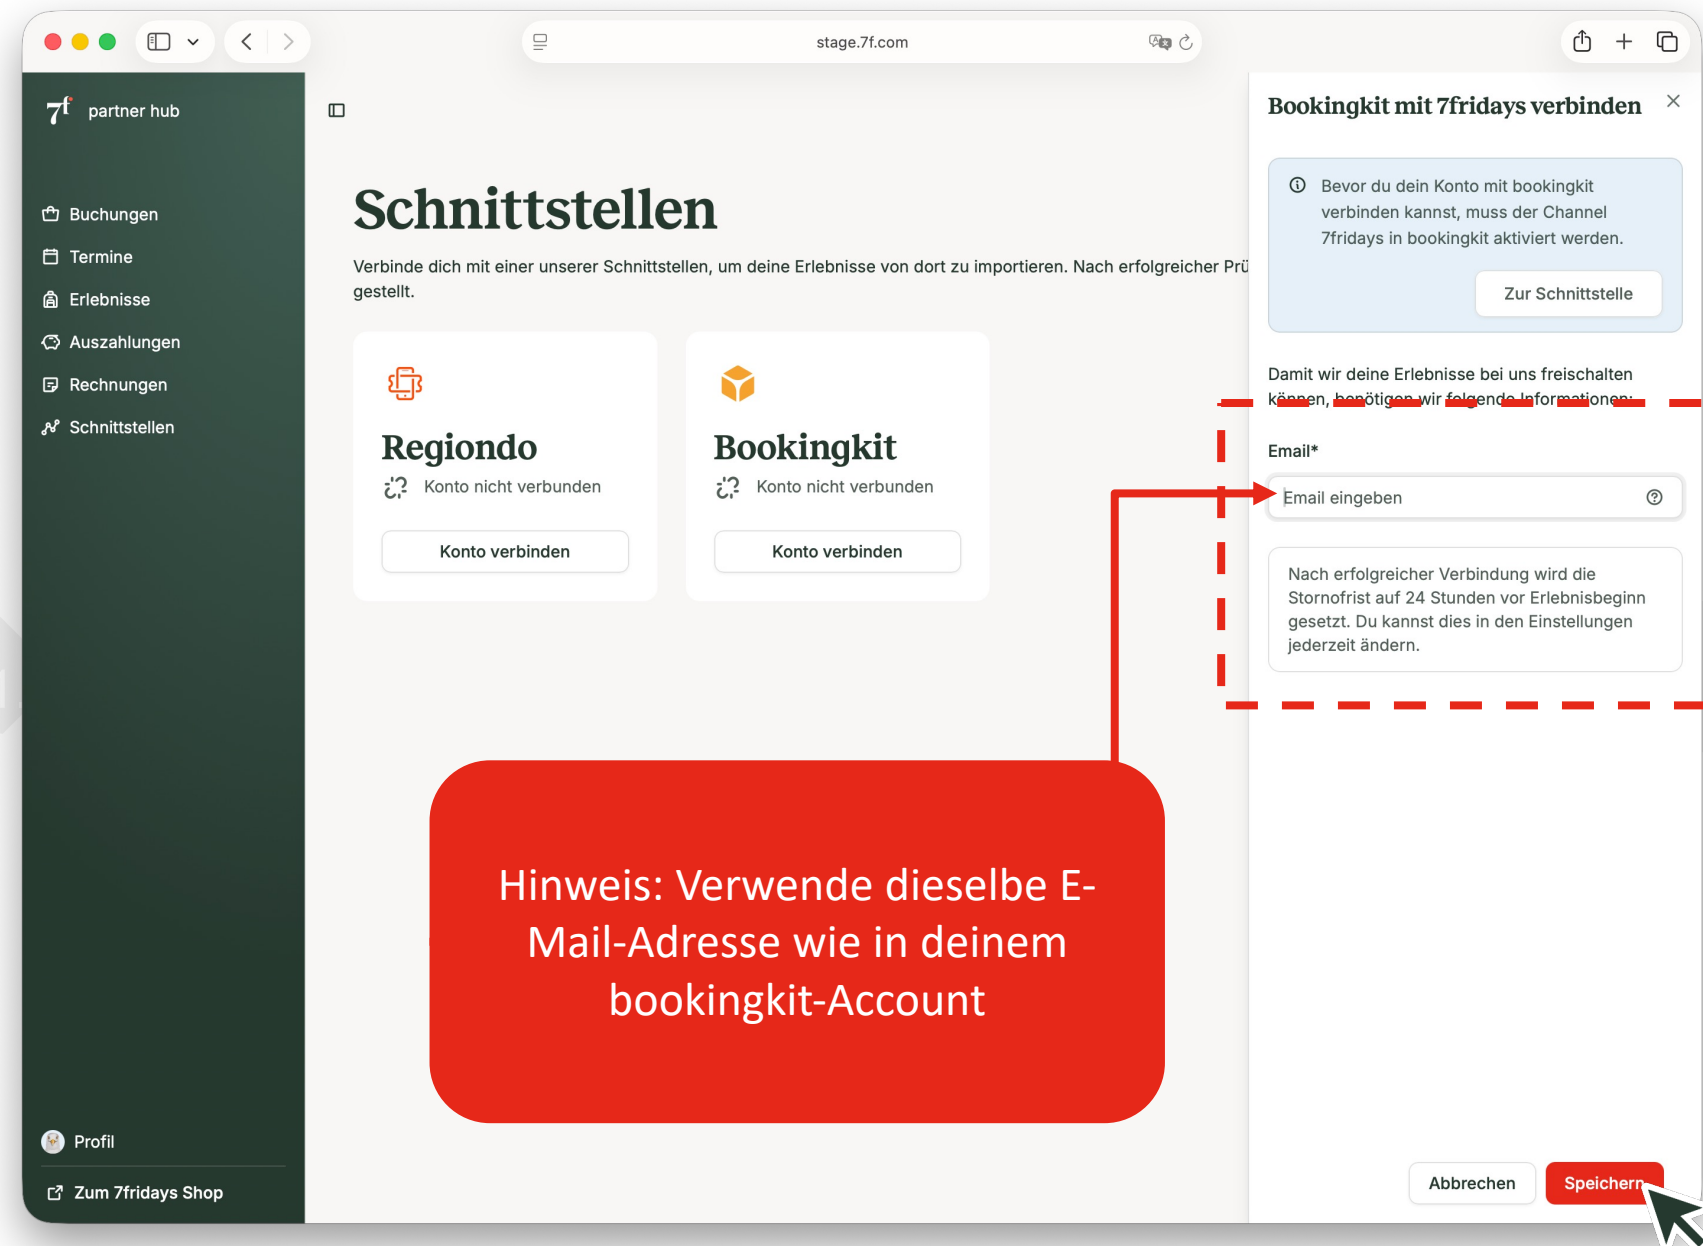 stage.7f.com
7f partner hub
Buchungen
Termine
Erlebnisse
Auszahlungen
Rechnungen
Schnittstellen
Profil
Zum 7fridays Shop
Schnittstellen
Verbinde dich mit einer unserer Schnittstellen, um deine Erlebnisse von dort zu importieren. Nach erfolgreicher Prü
gestellt.
Regiondo
Konto nicht verbunden
Konto verbinden
Bookingkit
Konto nicht verbunden
Konto verbinden
Hinweis: Verwende dieselbe E-
Mail-Adresse wie in deinem
bookingkit-Account
Bookingkit mit 7fridays verbinden
Bevor du dein Konto mit bookingkit
verbinden kannst, muss der Channel
7fridays in bookingkit aktiviert werden.
Zur Schnittstelle
Damit wir deine Erlebnisse bei uns freischalten
können, benötigen wir folgende Informationen:
Email*
Email eingeben
Nach erfolgreicher Verbindung wird die
Stornofrist auf 24 Stunden vor Erlebnisbeginn
gesetzt. Du kannst dies in den Einstellungen
jederzeit ändern.
Abbrechen
Speichern